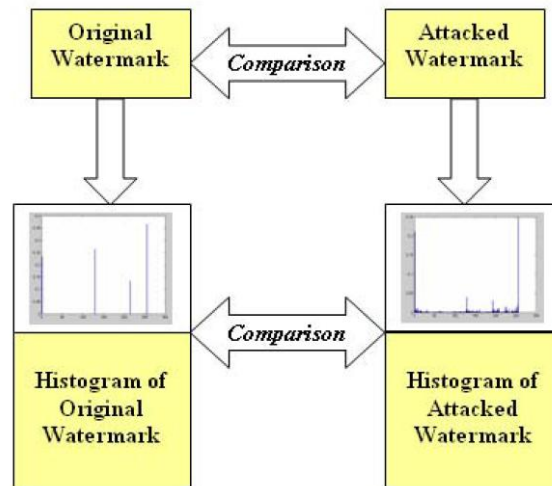 Original
Watermark
Comparison
Attacked
Watermark
Comparison
Histogram of
Original
Watermark
Histogram of
Attacked
Watermark